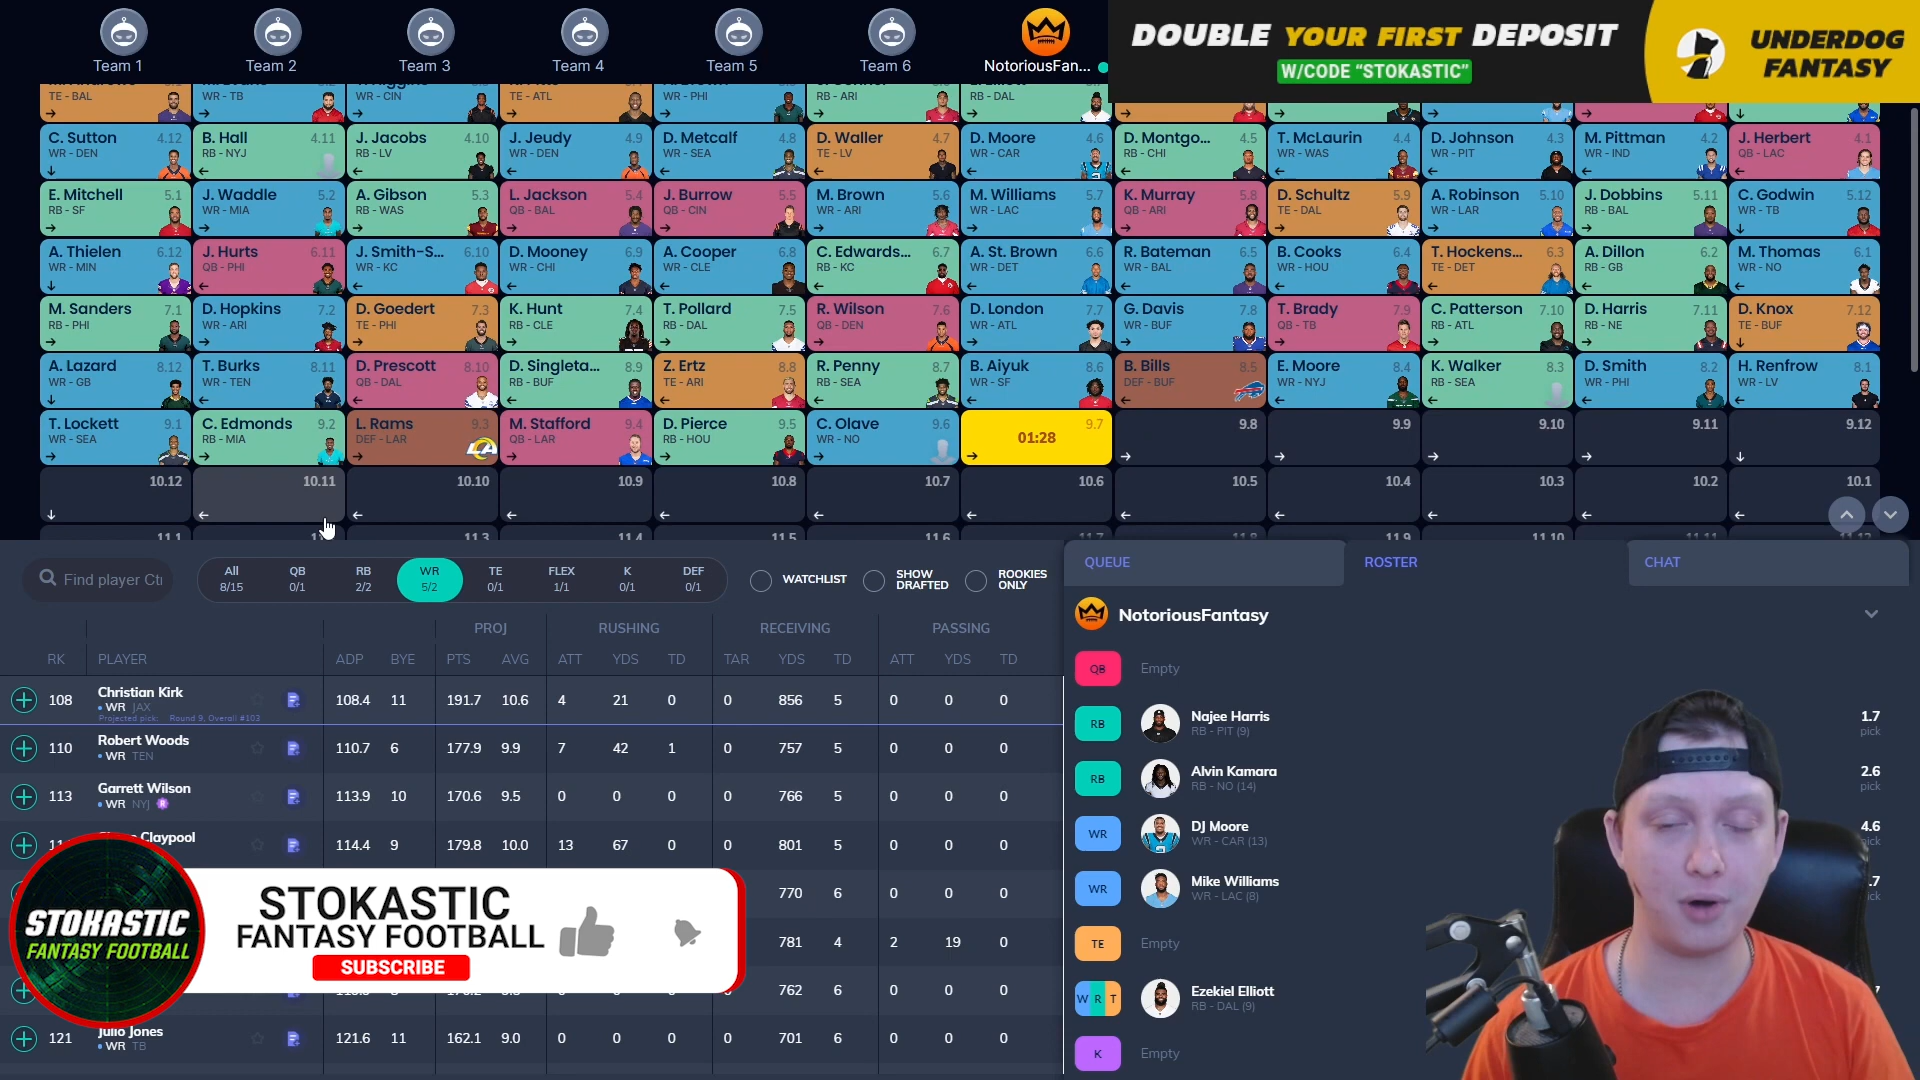 Team 1 Team 2 Team 3 Team 4 Team 5 Team 6 NotoriousFan...
DOUBLE YOUR FIRST DEPOSIT
W/CODE "STOKASTIC"
UNDERDOG
FANTASY
TE - BAL WR - TB WR - CIN TE - ATL WR - PHI RB - ARI RB - DAL
C. Sutton 4.12 B. Hall 4.11 J. Jacobs 4.10 J. Jeudy 4.9 D. Metcalf 4.8 D. Waller 4.7 D. Moore 4.6 D. Montgo... 4.5 T. McLaurin 4.4 D. Johnson 4.3 M. Pittman 4.2 J. Herbert 4.1
WR - DEN RB - NYJ RB - LV WR - DEN WR - SEA TE - LV WR - CAR RB - CHI WR - WAS WR - PIT WR - IND QB - LAC
E. Mitchell 5.1 J. Waddle 5.2 A. Gibson 5.3 L. Jackson 5.4 J. Burrow 5.5 M. Brown 5.6 M. Williams 5.7 K. Murray 5.8 D. Schultz 5.9 A. Robinson 5.10 J. Dobbins 5.11 C. Godwin 5.12
RB - SF WR - MIA RB - WAS QB - BAL QB - CIN WR - ARI WR - LAC QB - ARI TE - DAL WR - LAR RB - BAL WR - TB
A. Thielen 6.12 J. Hurts 6.11 J. Smith-S... 6.10 D. Mooney 6.9 A. Cooper 6.8 C. Edwards... 6.7 A. St. Brown 6.6 R. Bateman 6.5 B. Cooks 6.4 T. Hockens... 6.3 A. Dillon 6.2 M. Thomas 6.1
WR - MIN QB - PHI WR - KC WR - CHI WR - CLE RB - KC WR - DET WR - BAL WR - HOU TE - DET RB - GB WR - NO
M. Sanders 7.1 D. Hopkins 7.2 D. Goedert 7.3 K. Hunt 7.4 T. Pollard 7.5 R. Wilson 7.6 D. London 7.7 G. Davis 7.8 T. Brady 7.9 C. Patterson 7.10 D. Harris 7.11 D. Knox 7.12
RB - PHI WR - ARI TE - PHI RB - CLE RB - DAL QB - DEN WR - ATL WR - BUF QB - TB RB - ATL RB - NE TE - BUF
A. Lazard 8.12 T. Burks 8.11 D. Prescott 8.10 D. Singleta... 8.9 Z. Ertz 8.8 R. Penny 8.7 B. Aiyuk 8.6 B. Bills 8.5 E. Moore 8.4 K. Walker 8.3 D. Smith 8.2 H. Renfrow 8.1
WR - GB WR - TEN QB - DAL RB - BUF TE - ARI RB - SEA WR - SF DEF - BUF WR - NYJ RB - SEA WR - PHI WR - LV
T. Lockett 9.1 C. Edmonds 9.2 L. Rams 9.3 M. Stafford 9.4 D. Pierce 9.5 C. Olave 9.6 01:28 9.7 9.8 9.9 9.10 9.11 9.12
WR - SEA RB - MIA DEF - LAR QB - LAR RB - HOU WR - NO
10.12 10.11 10.10 10.9 10.8 10.7 10.6 10.5 10.4 10.3 10.2 10.1
11.1 11.3 11.4 11.5 11.6 11.7 11.8 11.9 11.10 11.11 11.12
Find player Ctr
All QB RB WR TE FLEX K DEF
8/15 0/1 2/2 5/2 0/1 1/1 0/1 0/1
WATCHLIST
SHOW
DRAFTED
ROOKIES
ONLY
PROJ RUSHING RECEIVING PASSING
RK PLAYER ADP BYE PTS AVG ATT YDS TD TAR YDS TD ATT YDS TD
108 Christian Kirk 108.4 11 191.7 10.6 4 21 0 0 856 5 0 0 0
WR JAX
Projected pick: Round 9, Overall #103
110 Robert Woods 110.7 6 177.9 9.9 7 42 1 0 757 5 0 0 0
WR TEN
113 Garrett Wilson 113.9 10 170.6 9.5 0 0 0 0 766 5 0 0 0
WR NYJ R
Claypool 114.4 9 179.8 10.0 13 67 0 0 801 5 0 0 0
770 6 0 0 0
781 4 2 19 0
762 6 0 0 0
121 Julio Jones 121.6 11 162.1 9.0 0 0 0 0 701 6 0 0 0
WR TB
STOKASTIC
FANTASY FOOTBALL
STOKASTIC
FANTASY FOOTBALL
SUBSCRIBE
QUEUE ROSTER CHAT
NotoriousFantasy
QB Empty
RB Najee Harris 1.7
RB - PIT (9) pick
RB Alvin Kamara 2.6
RB - NO (14) pick
WR DJ Moore 4.6
WR - CAR (13)
WR Mike Williams .7
WR - LAC (8)
TE Empty
W R T Ezekiel Elliott
RB - DAL (9)
K Empty